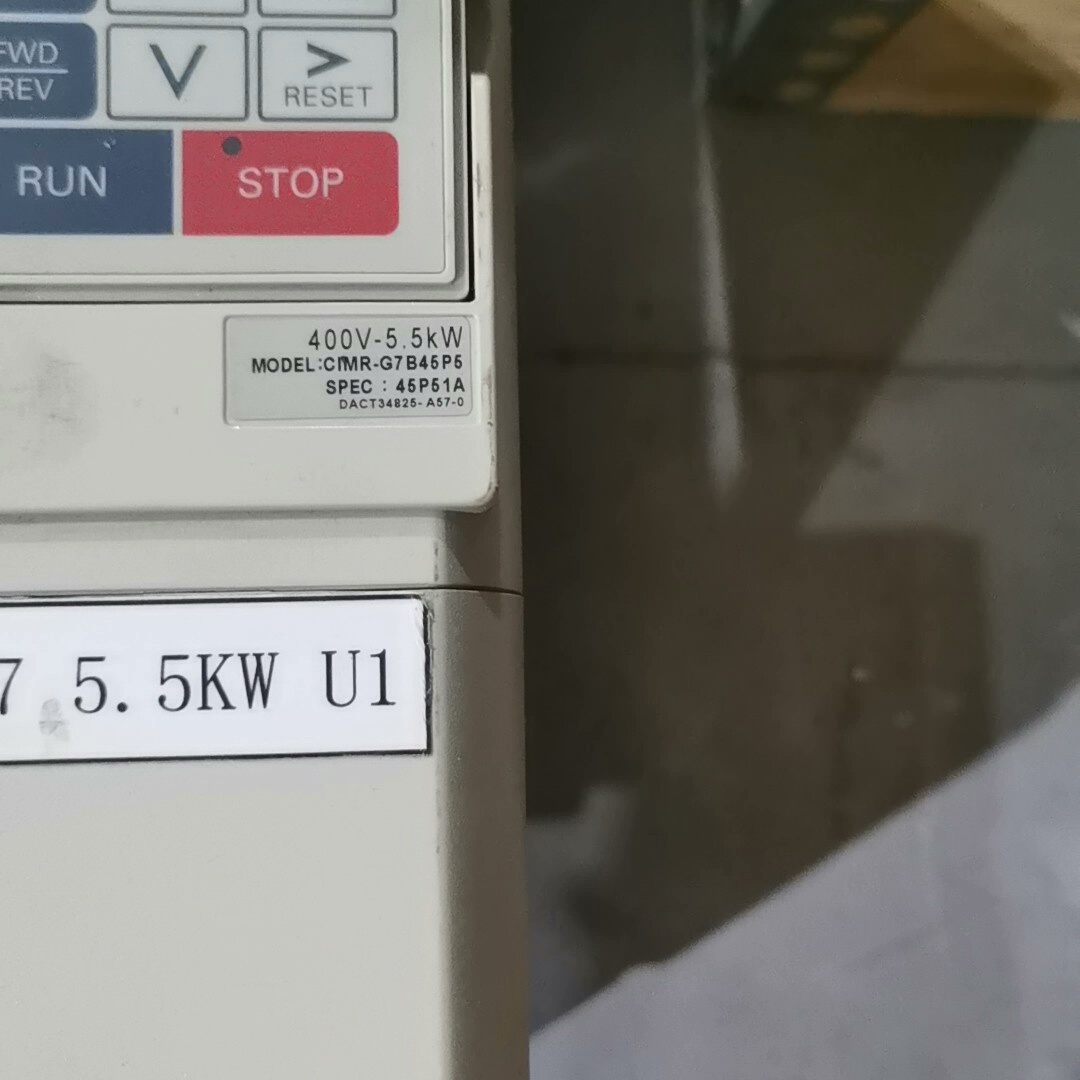 FWD
REV
RESET
RUN
STOP
400V-5.5kW
MODEL:CIMR-G7B45P5
SPEC : 45P51A
DACT34825-A57-0
7 5.5KW U1